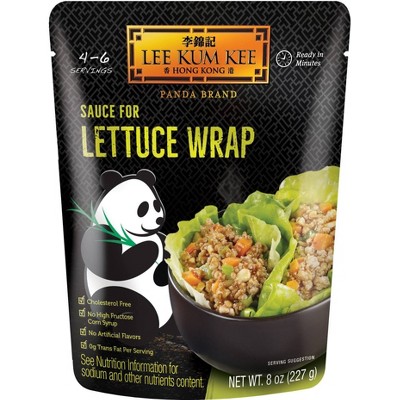 李錦記
LEE KUM KEE
香 HONG KONG 港
PANDA BRAND
4-6
SERVINGS
Ready in
Minutes
SAUCE FOR
LETTUCE WRAP
Cholesterol Free
No High Fructose
Corn Syrup
No Artificial Flavors
0g Trans Fat Per Serving
See Nutrition Information for
sodium and other nutrients content.
SERVING SUGGESTION
NET WT. 8 oz (227 g)